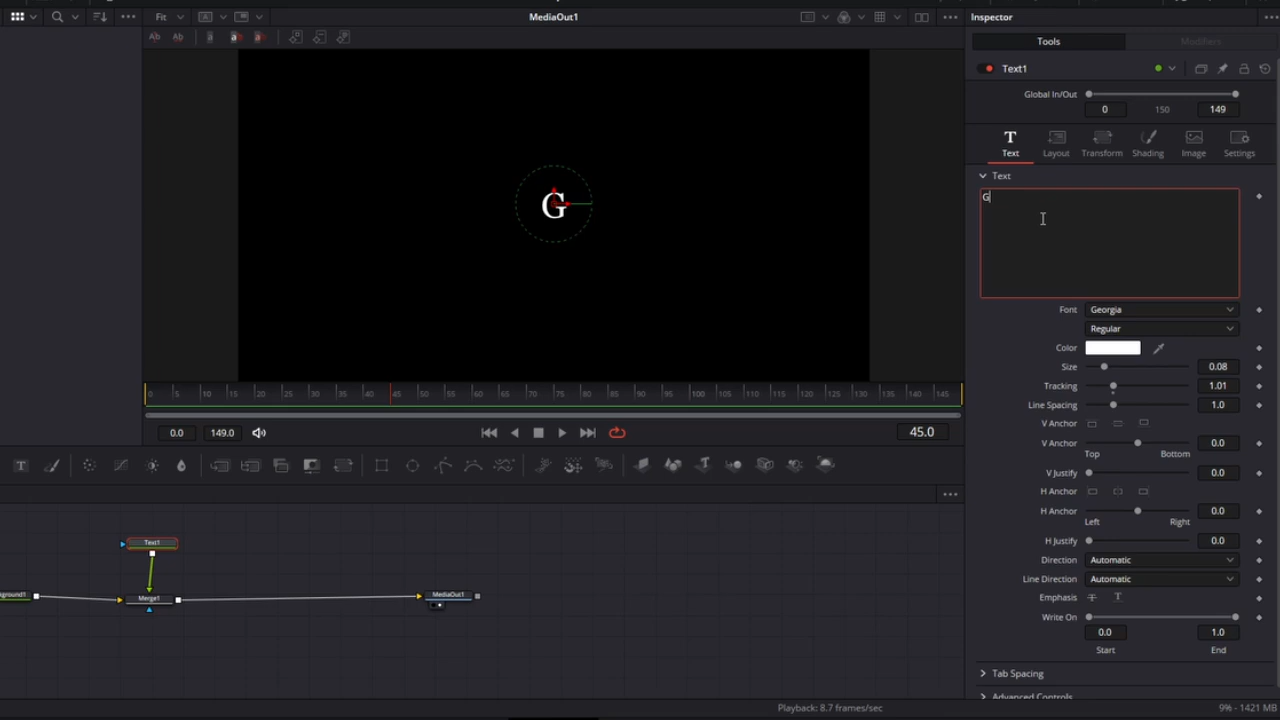 Fit
MediaOut1
Inspector
Tools
Modifiers
Text1
Global In/Out
0
150
149
Text
Layout
Transform
Shading
Image
Settings
Text
G
G
Font
Georgia
Regular
Color
Size
0.08
Tracking
1.01
Line Spacing
1.0
V Anchor
V Anchor
0.0
Top
Bottom
V Justify
0.0
H Anchor
H Anchor
0.0
Left
Right
H Justify
0.0
Direction
Automatic
Line Direction
Automatic
Emphasis
Write On
0.0
1.0
Start
End
Tab Spacing
Advanced Controls
0 5 10 15 20 25 30 35 40 45 50 55 60 65 70 75 80 85 90 95 100 105 110 115 120 125 130 135 140 145
0.0
149.0
45.0
Text1
ground1
Merge1
MediaOut1
Playback: 8.7 frames/sec
9% - 1421 MB